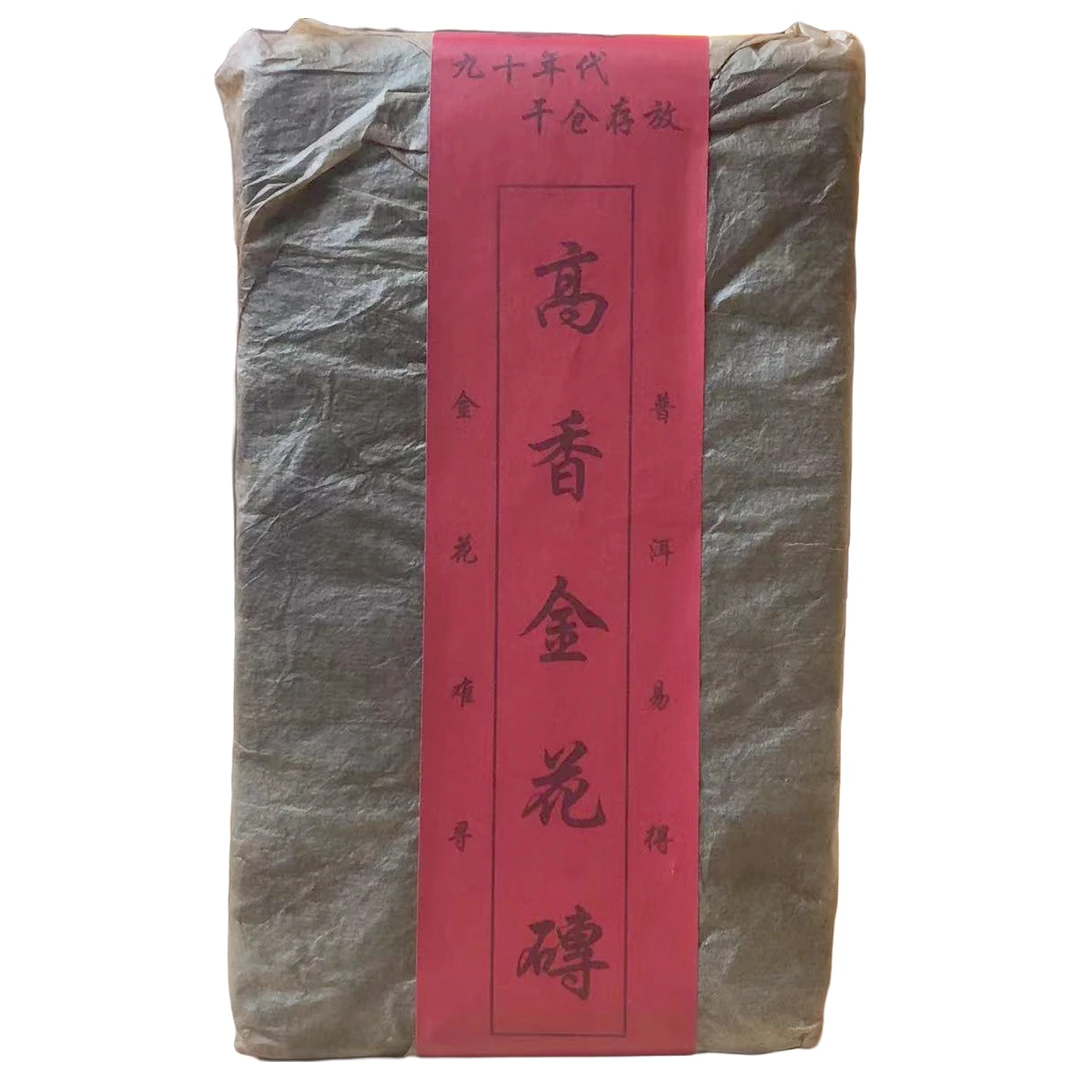 九十年代
干仓存放
高香金花磚
普洱易得
金花难寻